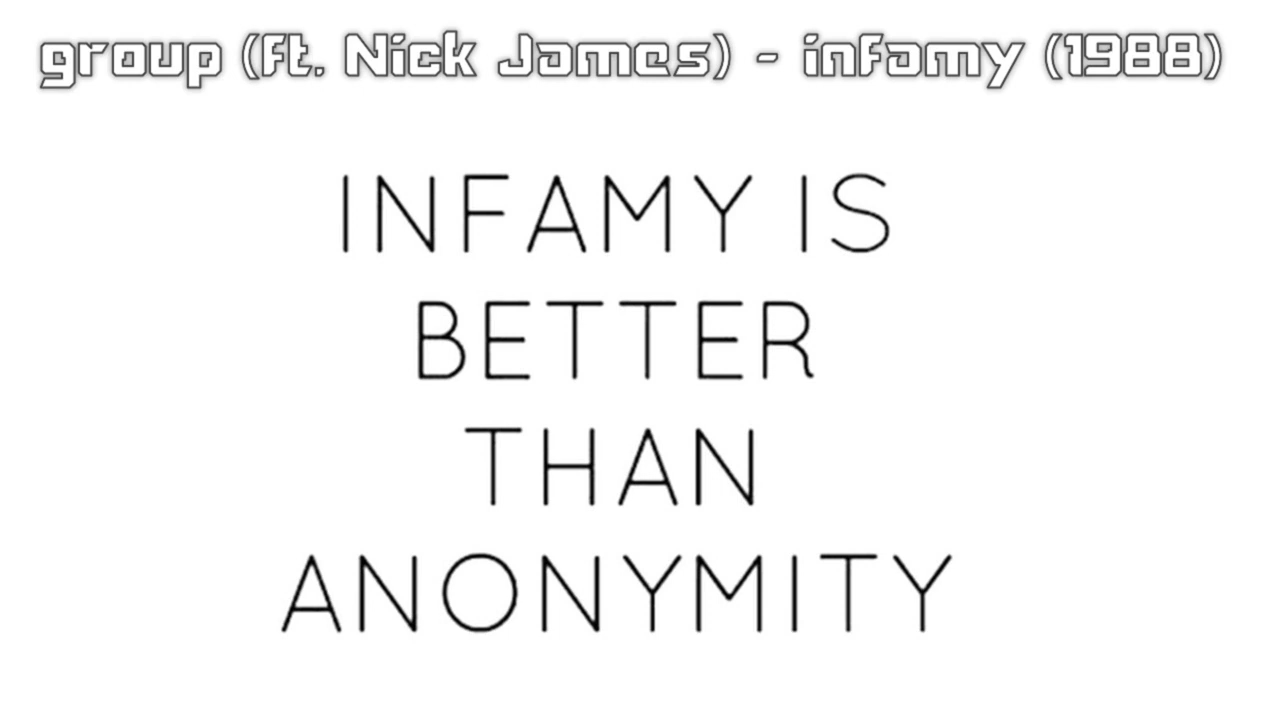 group (ft. Nick James) - infamy (1988)
INFAMY IS
BETTER
THAN
ANONYMITY